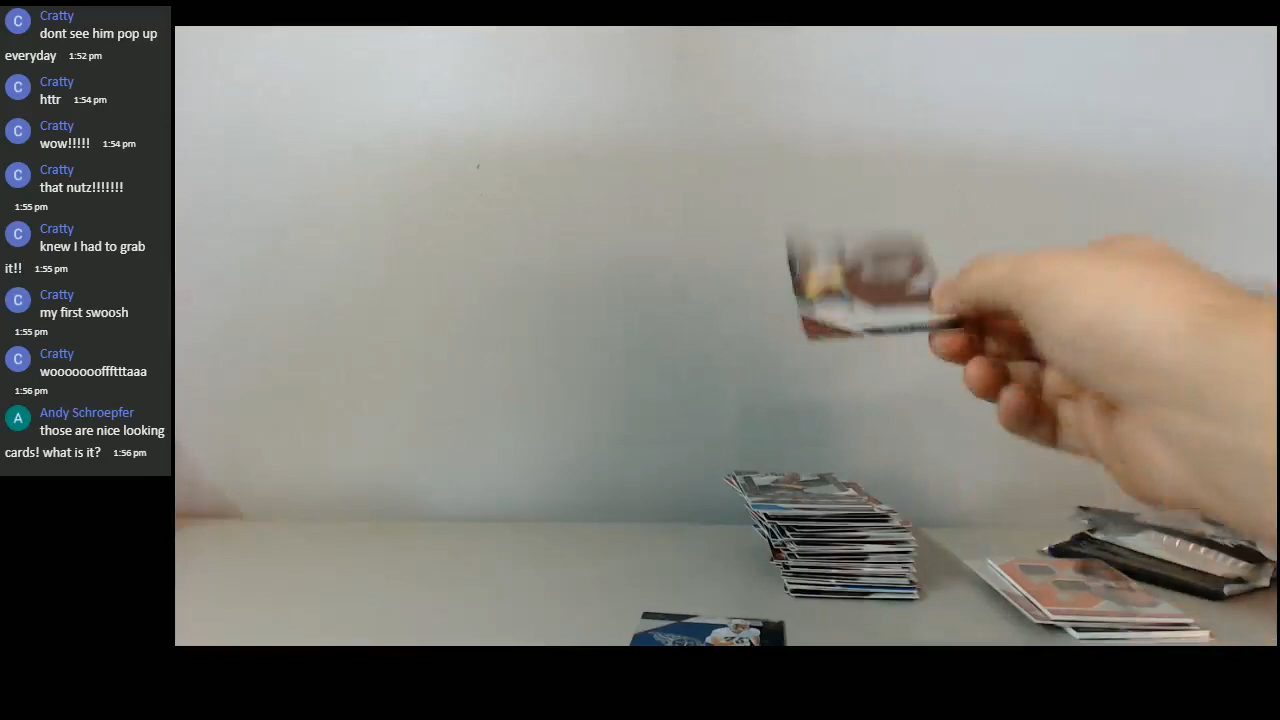 Cratty
dont see him pop up
everyday 1:52 pm
C
Cratty
httr 1:54 pm
C
Cratty
wow!!!!! 1:54 pm
C
Cratty
that nutz!!!!!!!
1:55 pm
C
Cratty
knew I had to grab
it!! 1:55 pm
C
Cratty
my first swoosh
1:55 pm
C
Cratty
wooooooofftttaaa
1:56 pm
C
Andy Schroepfer
those are nice looking
cards! what is it? 1:56 pm
A